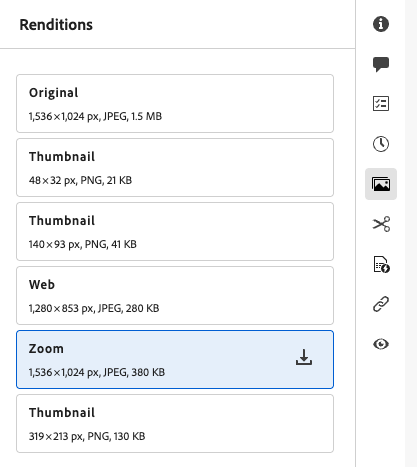 Renditions
Original
1,536×1,024 px, JPEG, 1.5 MB
Thumbnail
48×32 px, PNG, 21 KB
Thumbnail
140×93 px, PNG, 41 KB
Web
1,280×853 px, JPEG, 280 KB
Zoom
1,536×1,024 px, JPEG, 380 KB
Thumbnail
319×213 px, PNG, 130 KB